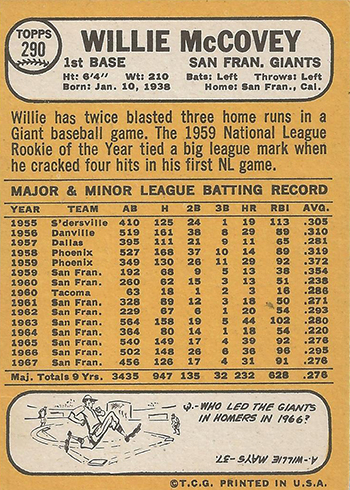 TOPPS
290
WILLIE McCOVEY
1st BASE SAN FRAN. GIANTS
Ht: 6'4" Wt: 210 Bats: Left Throws: Left
Born: Jan. 10, 1938 Home: San Fran., Cal.
Willie has twice blasted three home runs in a
Giant baseball game. The 1959 National League
Rookie of the Year tied a big league mark when
he cracked four hits in his first NL game.
MAJOR & MINOR LEAGUE BATTING RECORD
YEAR TEAM AB H 2B 3B HR RBI AVG.
1955 S'dersville 410 125 24 1 19 113 .305
1956 Danville 519 161 38 8 29 89 .310
1957 Dallas 395 111 21 9 11 65 .281
1958 Phoenix 527 168 37 10 14 89 .319
1959 Phoenix 349 130 26 11 29 92 .372
1959 San Fran. 192 68 9 5 13 38 .354
1960 San Fran. 260 62 15 3 13 51 .238
1960 Tacoma 63 18 1 2 3 16 .286
1961 San Fran. 328 89 12 3 18 50 .271
1962 San Fran. 229 67 6 1 20 54 .293
1963 San Fran. 564 158 19 5 44 102 .280
1964 San Fran. 364 80 14 1 18 54 .220
1965 San Fran. 540 149 17 4 39 92 .276
1966 San Fran. 502 148 26 6 36 96 .295
1967 San Fran. 456 126 17 4 31 91 .276
Maj. Totals 9 Yrs. 3435 947 135 32 232 628 .276
Q.-WHO LED THE GIANTS
IN HOMERS IN 1966?
A.-WILLIE MAYS-37.
©T.C.G. PRINTED IN U.S.A.